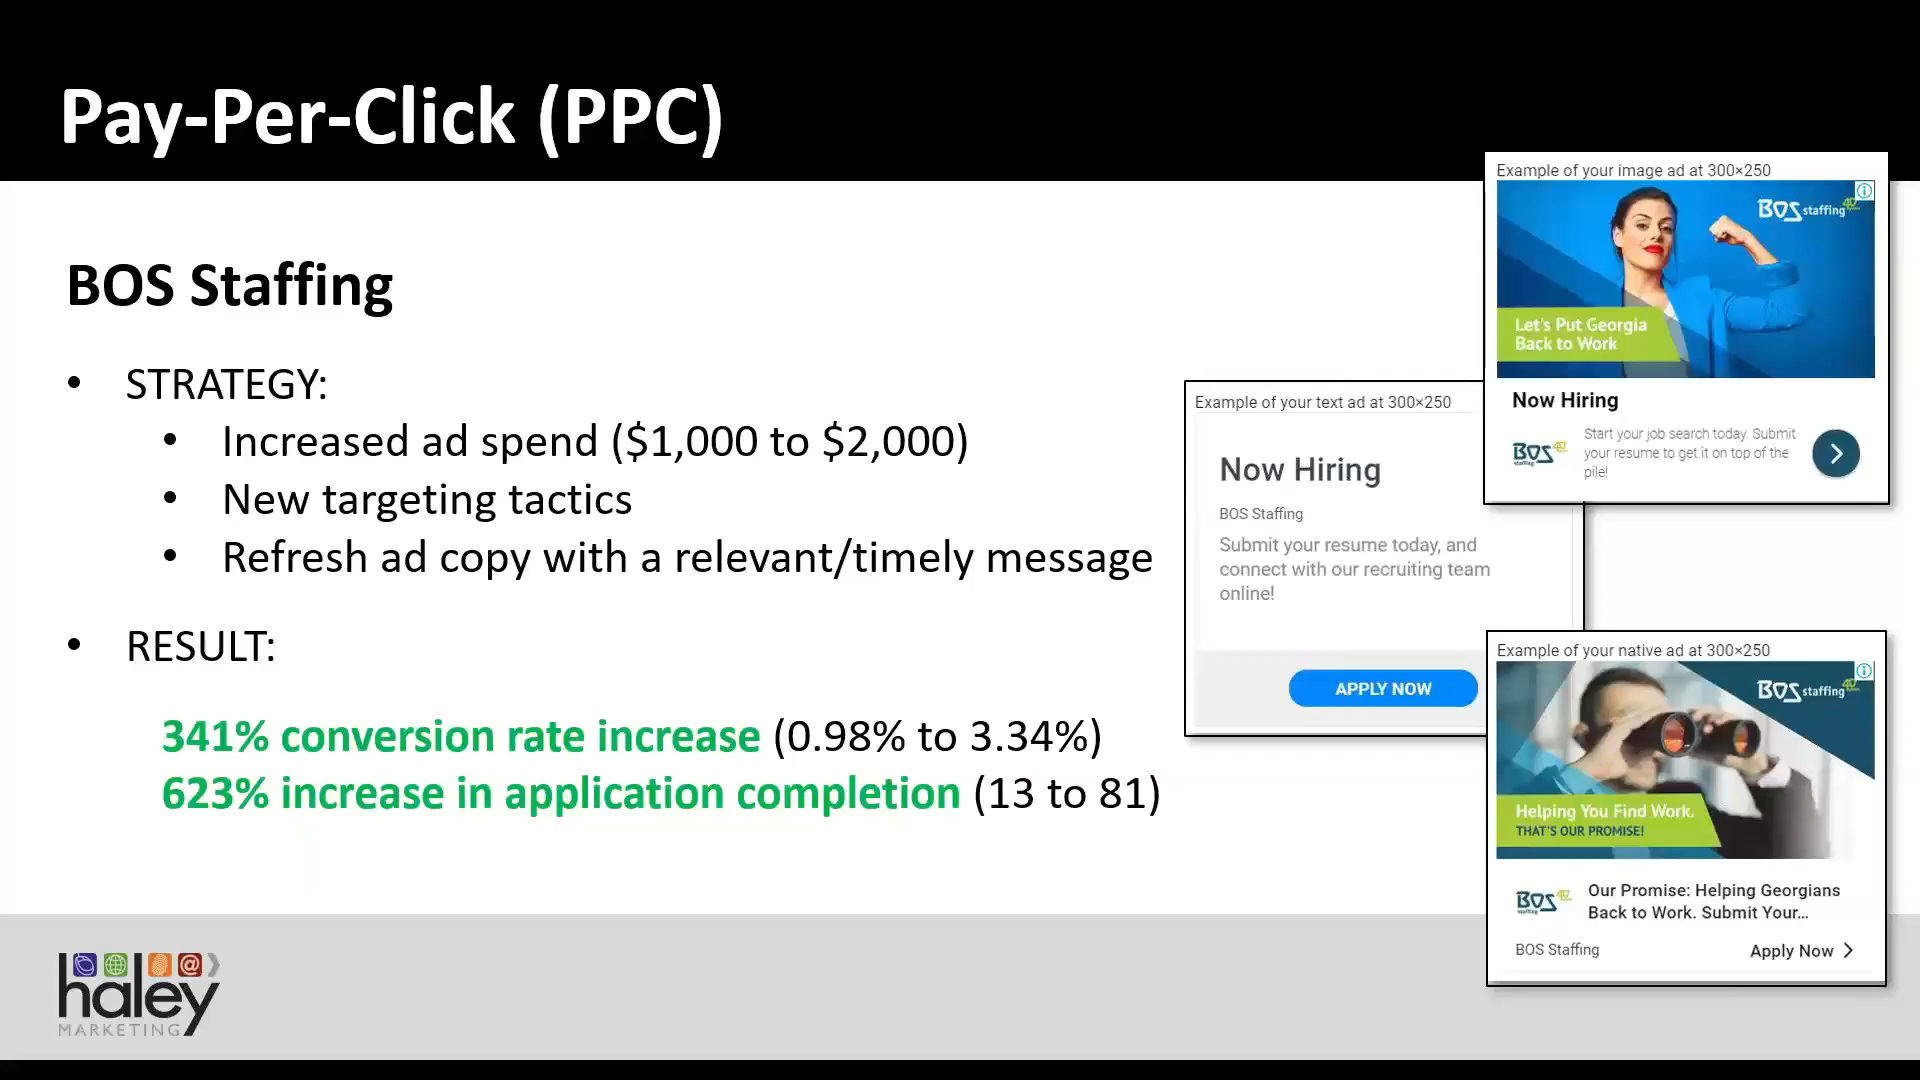 Pay-Per-Click (PPC)
BOS Staffing
• STRATEGY:
• Increased ad spend ($1,000 to $2,000)
• New targeting tactics
• Refresh ad copy with a relevant/timely message
• RESULT:
341% conversion rate increase (0.98% to 3.34%)
623% increase in application completion (13 to 81)
Example of your text ad at 300×250
Now Hiring
BOS Staffing
Submit your resume today, and
connect with our recruiting team
online!
APPLY NOW
Example of your image ad at 300×250
BOS staffing
Let's Put Georgia
Back to Work
Now Hiring
BOS
staffing
Start your job search today. Submit
your resume to get it on top of the
pile!
Example of your native ad at 300×250
BOS staffing
Helping You Find Work.
THAT'S OUR PROMISE!
BOS
staffing
Our Promise: Helping Georgians
Back to Work. Submit Your...
BOS Staffing
Apply Now
haley
MARKETING